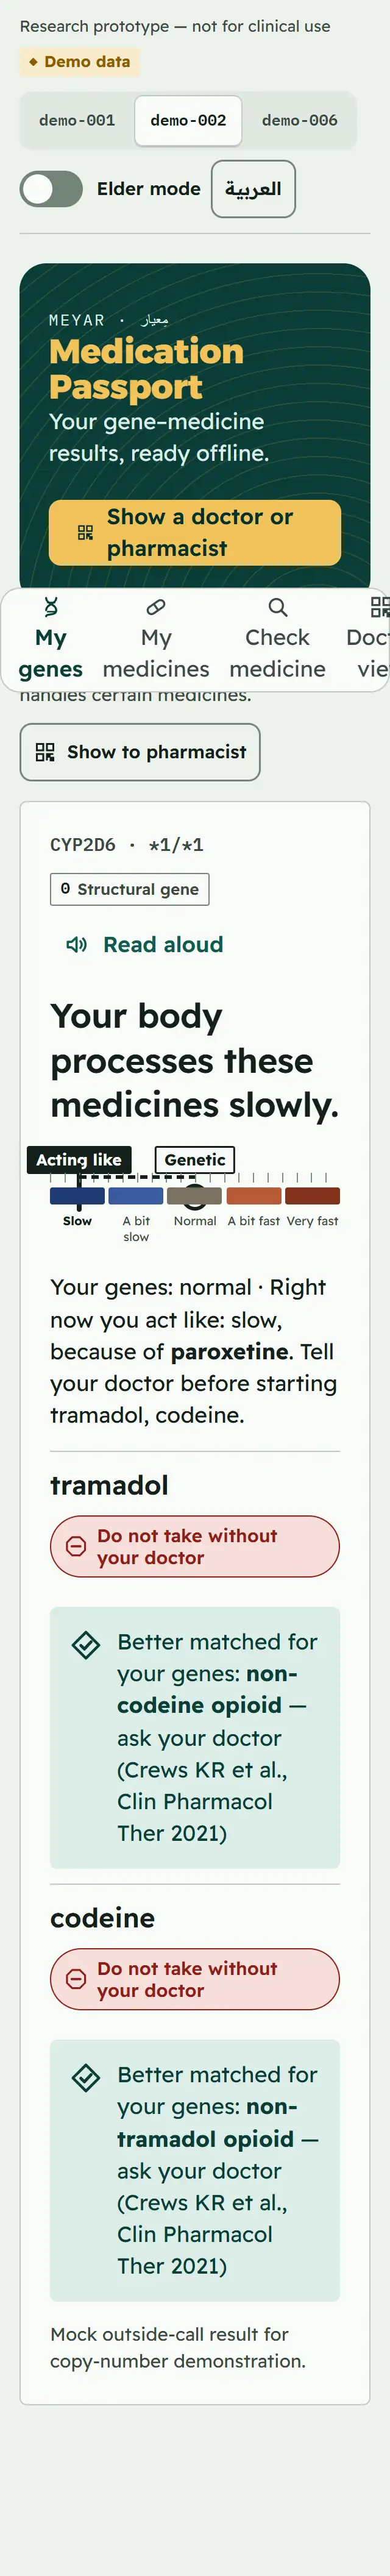 Research prototype — not for clinical use
Demo data
demo-001 demo-002 demo-006
Elder mode العربية
MEYAR · مِعيار
Medication
Passport
Your gene–medicine
results, ready offline.
Show a doctor or
pharmacist
My
genes
My
medicines
Check
medicine
handles certain medicines.
Show to pharmacist
CYP2D6 · *1/*1
0 Structural gene
Read aloud
Your body
processes these
medicines slowly.
Acting like Genetic
Slow A bit slow Normal A bit fast Very fast
Your genes: normal · Right
now you act like: slow,
because of paroxetine. Tell
your doctor before starting
tramadol, codeine.
tramadol
Do not take without
your doctor
Better matched for
your genes: non-
codeine opioid —
ask your doctor
(Crews KR et al.,
Clin Pharmacol
Ther 2021)
codeine
Do not take without
your doctor
Better matched for
your genes: non-
tramadol opioid —
ask your doctor
(Crews KR et al.,
Clin Pharmacol
Ther 2021)
Mock outside-call result for
copy-number demonstration.